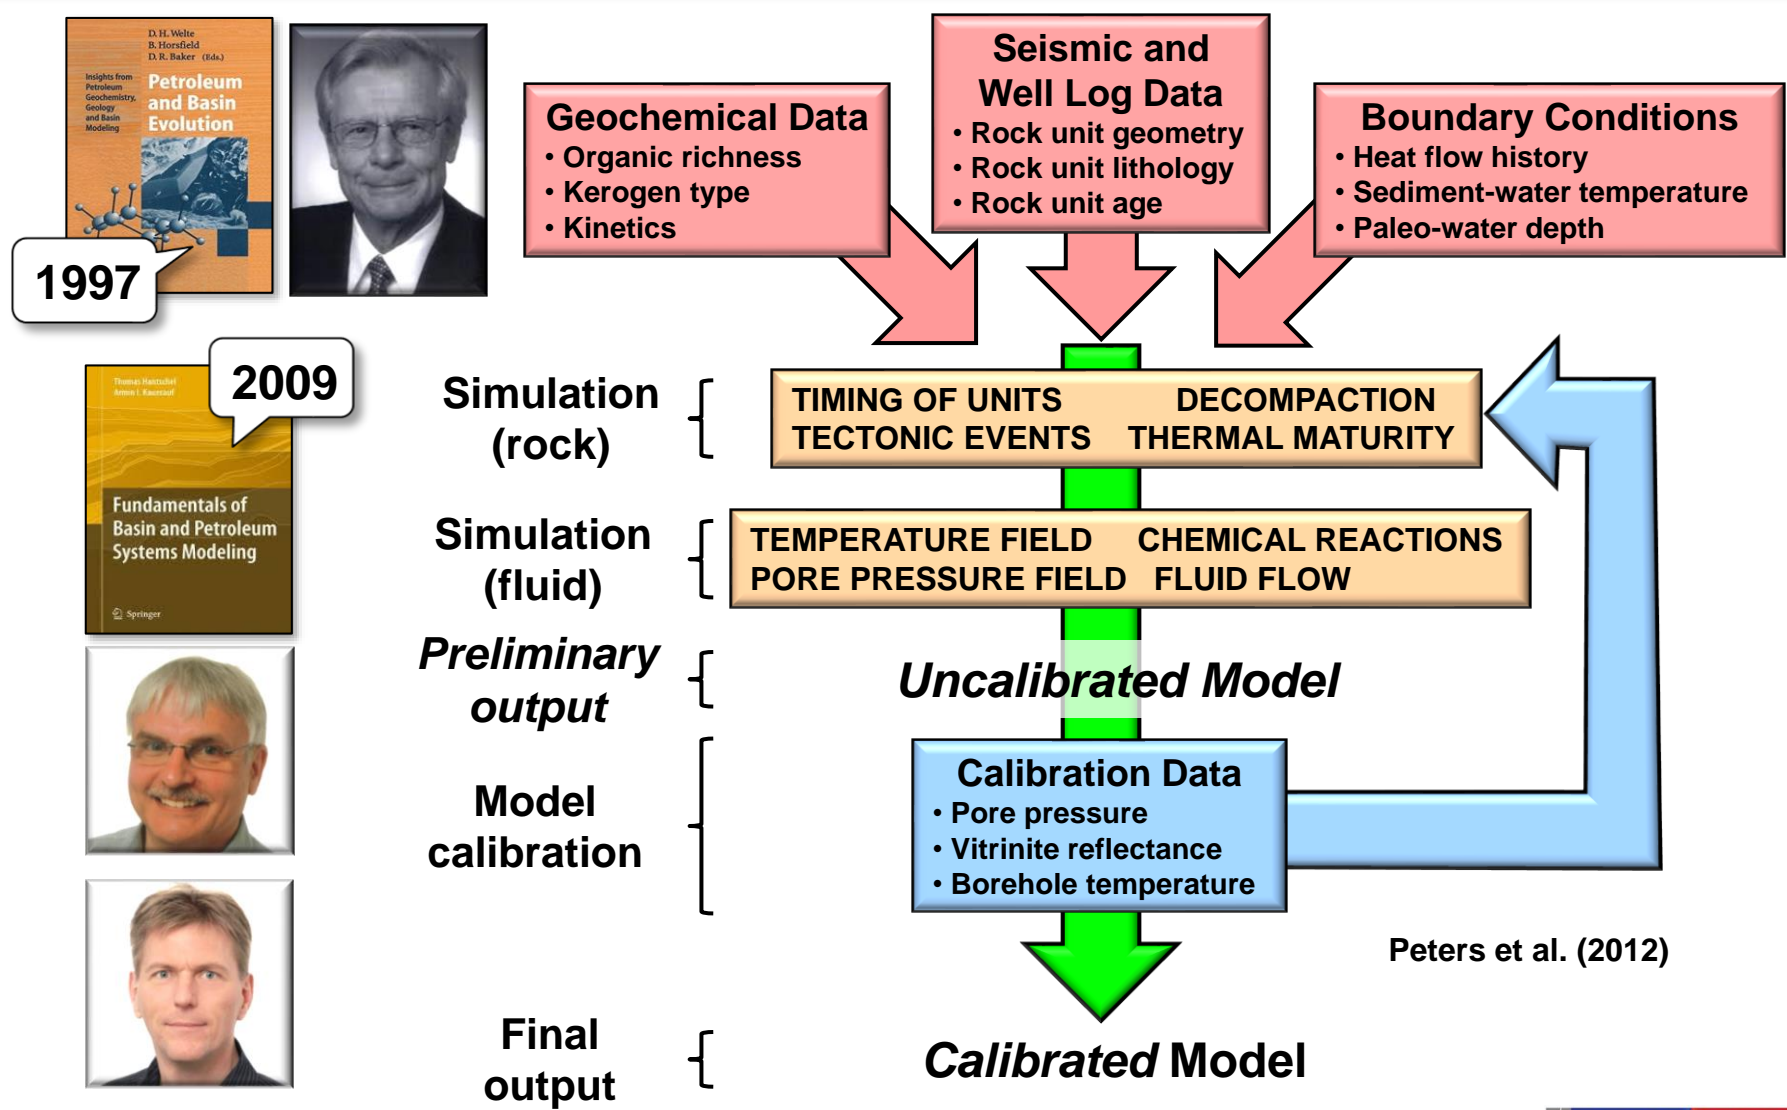 D. H. Welte
B. Horsfield
D. R. Baker (Eds.)
Insights from
Petroleum
Geochemistry,
Geology
and Basin
Modeling
Petroleum
and Basin
Evolution
1997
Thomas Hantschel
Armin I. Kauerauf
2009
Fundamentals of
Basin and Petroleum
Systems Modeling
Springer
Geochemical Data
• Organic richness
• Kerogen type
• Kinetics
Seismic and
Well Log Data
• Rock unit geometry
• Rock unit lithology
• Rock unit age
Boundary Conditions
• Heat flow history
• Sediment-water temperature
• Paleo-water depth
Simulation
(rock)
TIMING OF UNITS DECOMPACTION
TECTONIC EVENTS THERMAL MATURITY
Simulation
(fluid)
TEMPERATURE FIELD CHEMICAL REACTIONS
PORE PRESSURE FIELD FLUID FLOW
Preliminary
output
Uncalibrated Model
Model
calibration
Calibration Data
• Pore pressure
• Vitrinite reflectance
• Borehole temperature
Peters et al. (2012)
Final
output
Calibrated Model